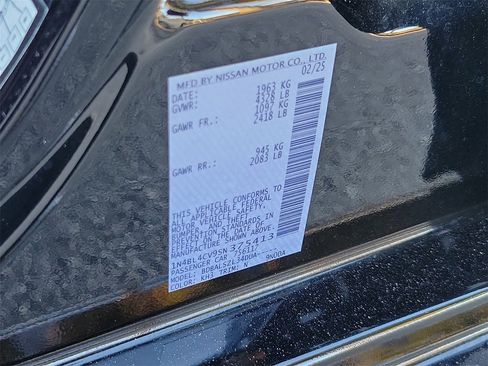 MFD BY NISSAN MOTOR CO., LTD.
DATE: 02/25
GVWR: 1963 KG
4328 LB
GAWR FR.: 1097 KG
2418 LB
GAWR RR.: 945 KG
2083 LB
THIS VEHICLE CONFORMS TO
ALL APPLICABLE FEDERAL
MOTOR VEHICLE SAFETY,
BUMPER, AND THEFT
PREVENTION STANDARDS IN
EFFECT ON THE DATE OF
MANUFACTURE SHOWN ABOVE.
1N4BL4CV9SN375413
PASSENGER CAR
MODEL:
COLOR: KH3 TRIM: N